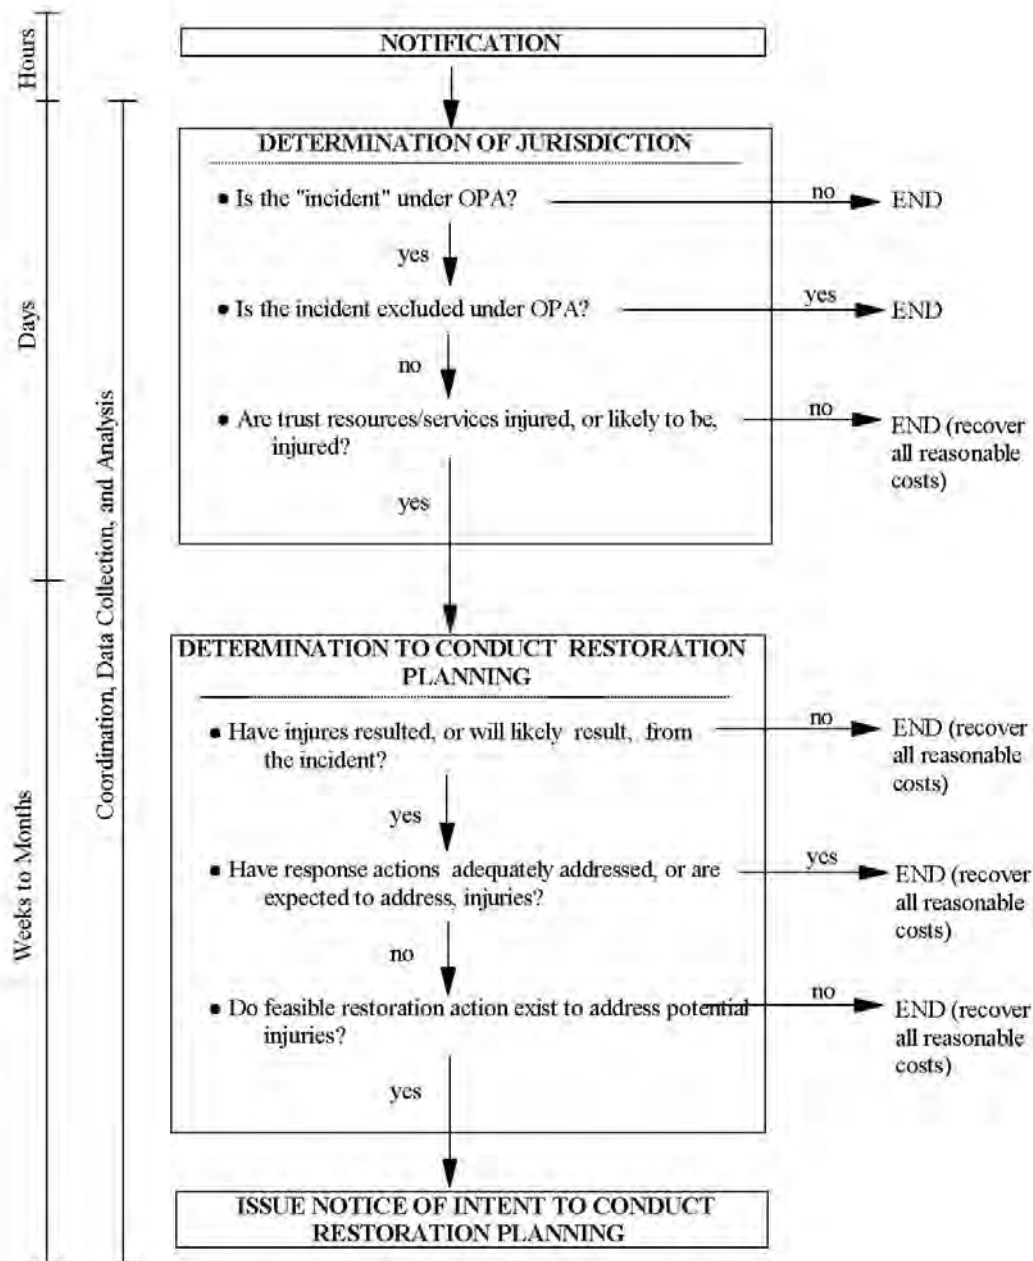 Hours
Days
Weeks to Months
Coordination, Data Collection, and Analysis
NOTIFICATION
DETERMINATION OF JURISDICTION
● Is the "incident" under OPA?
no
END
yes
● Is the incident excluded under OPA?
yes
END
no
● Are trust resources/services injured, or likely to be,
injured?
no
END (recover
all reasonable
costs)
yes
DETERMINATION TO CONDUCT RESTORATION
PLANNING
● Have injures resulted, or will likely result, from
the incident?
no
END (recover
all reasonable
costs)
yes
● Have response actions adequately addressed, or are
expected to address, injuries?
yes
END (recover
all reasonable
costs)
no
● Do feasible restoration action exist to address potential
injuries?
no
END (recover
all reasonable
costs)
yes
ISSUE NOTICE OF INTENT TO CONDUCT
RESTORATION PLANNING